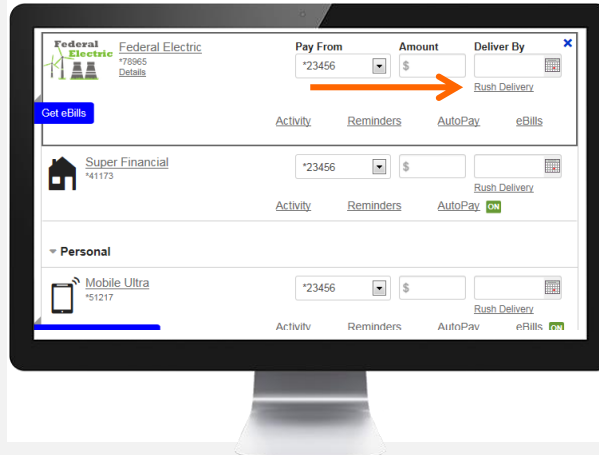 Federal
Electric
Federal Electric
*78965
Details
Pay From
Amount
Deliver By
×
*23456
$
Rush Delivery
Get eBills
Activity
Reminders
AutoPay
eBills
Super Financial
*41173
*23456
$
Rush Delivery
Activity
Reminders
AutoPay ON
Personal
Mobile Ultra
*51217
*23456
$
Rush Delivery
Activity
Reminders
AutoPay
eBills ON